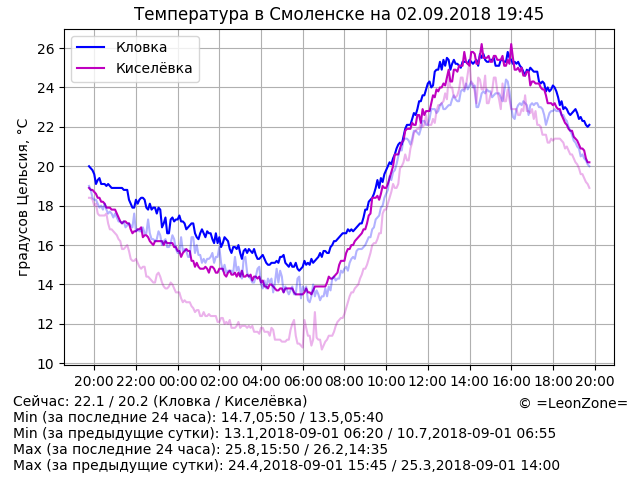 Температура в Смоленске на 02.09.2018 19:45
Кловка
Киселёвка
градусов Цельсия, °C
26
24
22
20
18
16
14
12
10
20:00 22:00 00:00 02:00 04:00 06:00 08:00 10:00 12:00 14:00 16:00 18:00 20:00
Сейчас: 22.1 / 20.2 (Кловка / Киселёвка)
© =LeonZone=
Min (за последние 24 часа): 14.7,05:50 / 13.5,05:40
Min (за предыдущие сутки): 13.1,2018-09-01 06:20 / 10.7,2018-09-01 06:55
Max (за последние 24 часа): 25.8,15:50 / 26.2,14:35
Max (за предыдущие сутки): 24.4,2018-09-01 15:45 / 25.3,2018-09-01 14:00